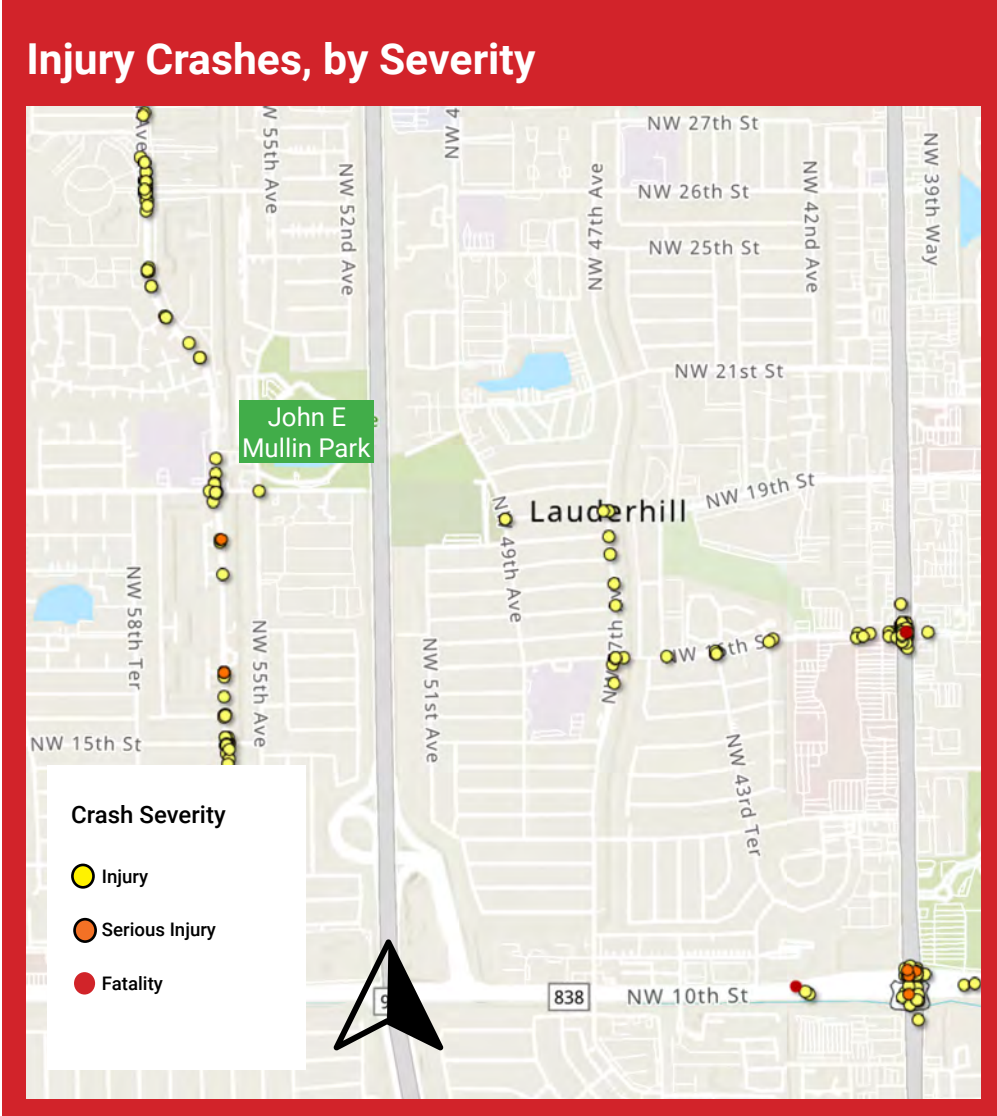 Injury Crashes, by Severity
NW 27th St
NW 26th St
NW 25th St
W 55th Ave
NW 52nd Ave
NW 4
NW 47th Ave
NW 42nd Ave
NW 39th Way
Ave
NW 21st St
John E
Mullin Park
NW 19th St
Lauderhill
49th Ave
NW 58th Ter
NW 55th Ave
NW 51st Ave
NW 15th St
NW 43rd Ter
Crash Severity
Injury
Serious Injury
Fatality
838
NW 10th St